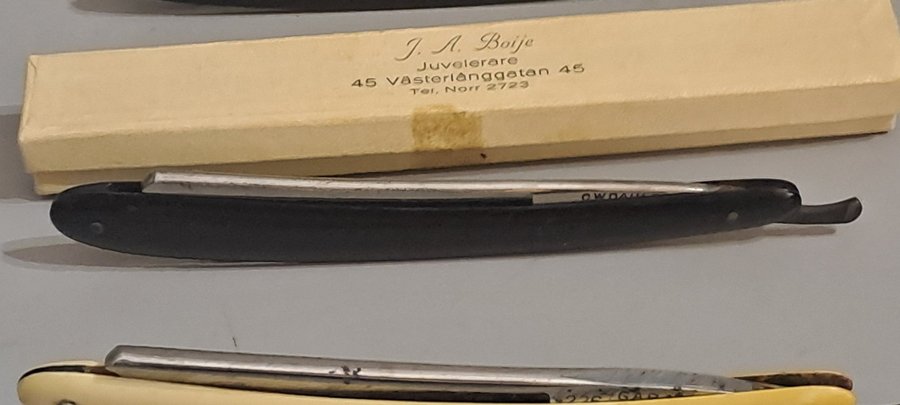 J. A. Boije
Juvelerare
45 Västerlånggatan 45
Tel. Norr 2723